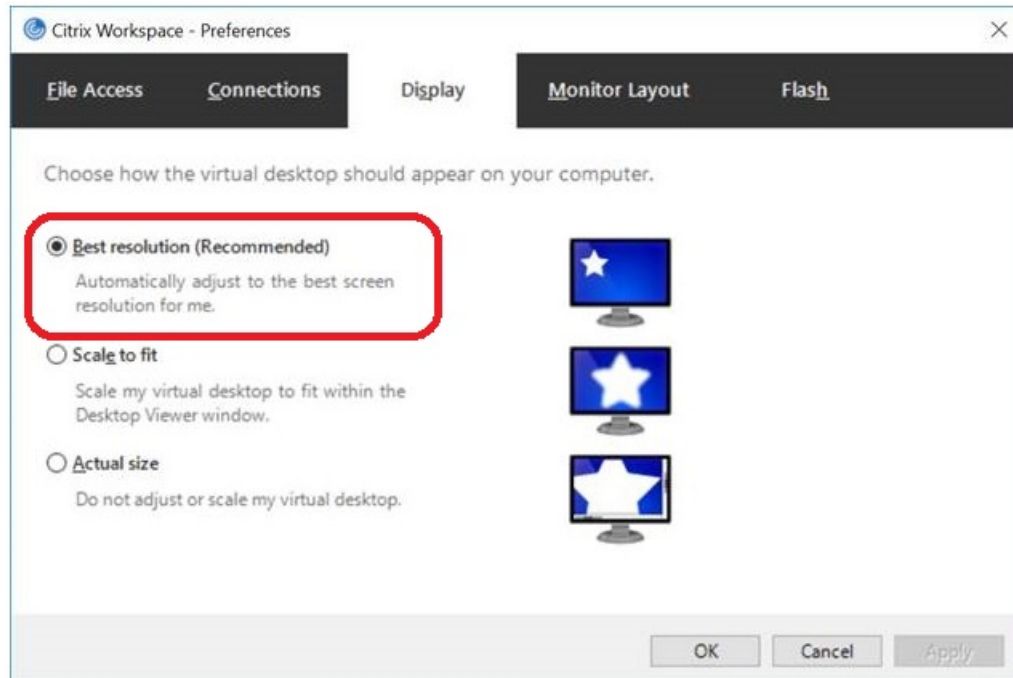 Citrix Workspace - Preferences
File Access Connections Display Monitor Layout Flash
Choose how the virtual desktop should appear on your computer.
Best resolution (Recommended)
Automatically adjust to the best screen
resolution for me.
Scale to fit
Scale my virtual desktop to fit within the
Desktop Viewer window.
Actual size
Do not adjust or scale my virtual desktop.
OK Cancel Apply